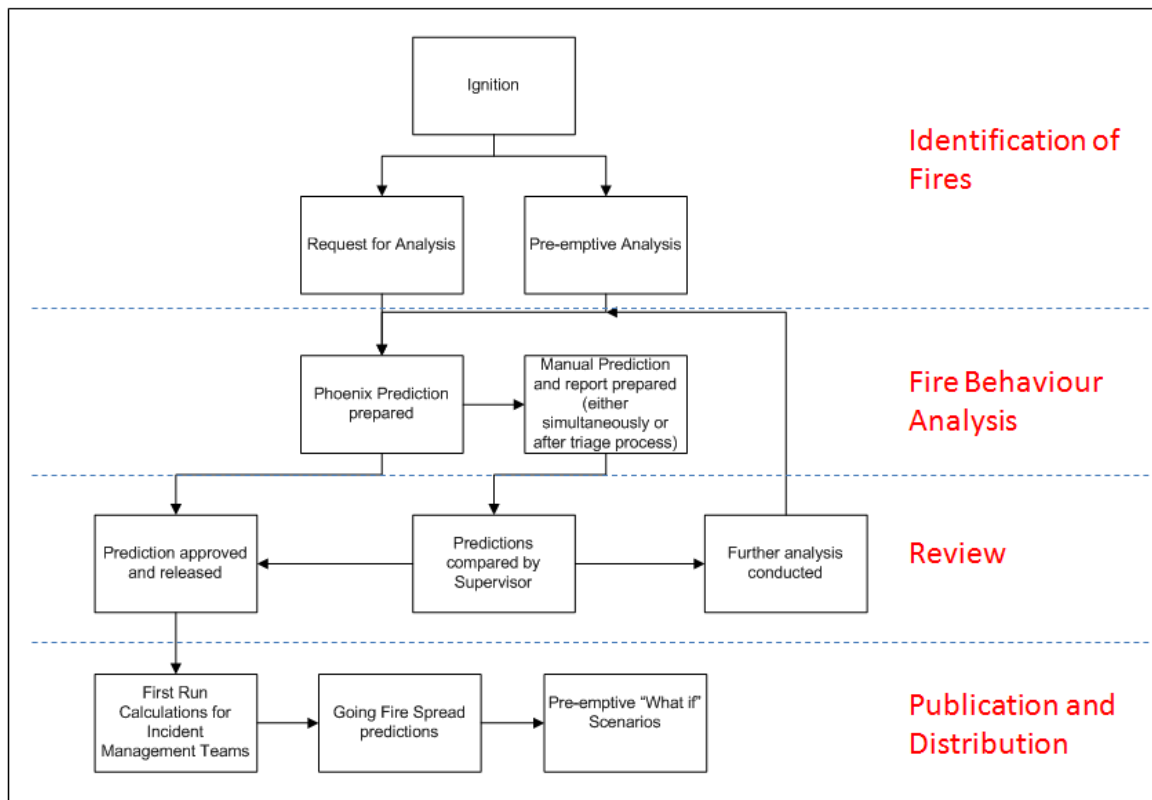 Ignition
Identification of
Fires
Request for Analysis
Pre-emptive Analysis
Phoenix Prediction
prepared
Manual Prediction
and report prepared
(either
simultaneously or
after triage process)
Fire Behaviour
Analysis
Prediction approved
and released
Predictions
compared by
Supervisor
Further analysis
conducted
Review
First Run
Calculations for
Incident
Management Teams
Going Fire Spread
predictions
Pre-emptive “What if”
Scenarios
Publication and
Distribution